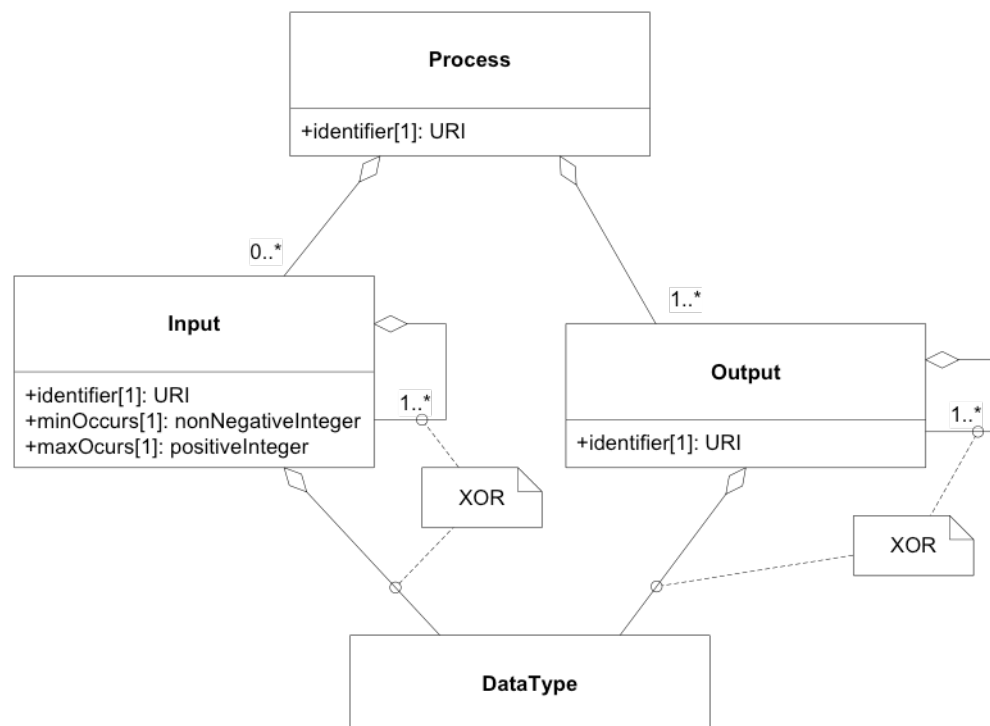 Process
+identifier[1]: URI
0..*
1..*
Input
+identifier[1]: URI
+minOccurs[1]: nonNegativeInteger
+maxOcurs[1]: positiveInteger
1..*
Output
+identifier[1]: URI
1..*
XOR
XOR
DataType